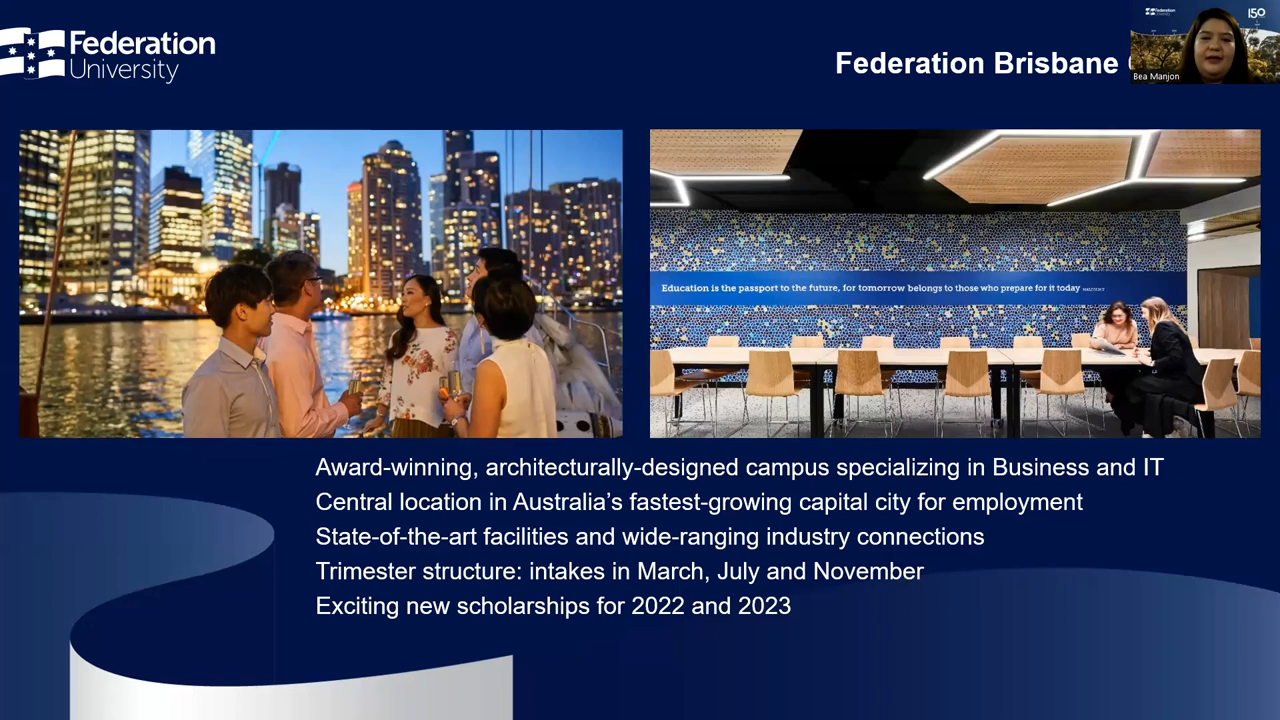 Federation
University
Federation Brisbane
Federation
University
150
Bea Manjon
Education is the passport to the future, for tomorrow belongs to those who prepare for it today
Award-winning, architecturally-designed campus specializing in Business and IT
Central location in Australia’s fastest-growing capital city for employment
State-of-the-art facilities and wide-ranging industry connections
Trimester structure: intakes in March, July and November
Exciting new scholarships for 2022 and 2023